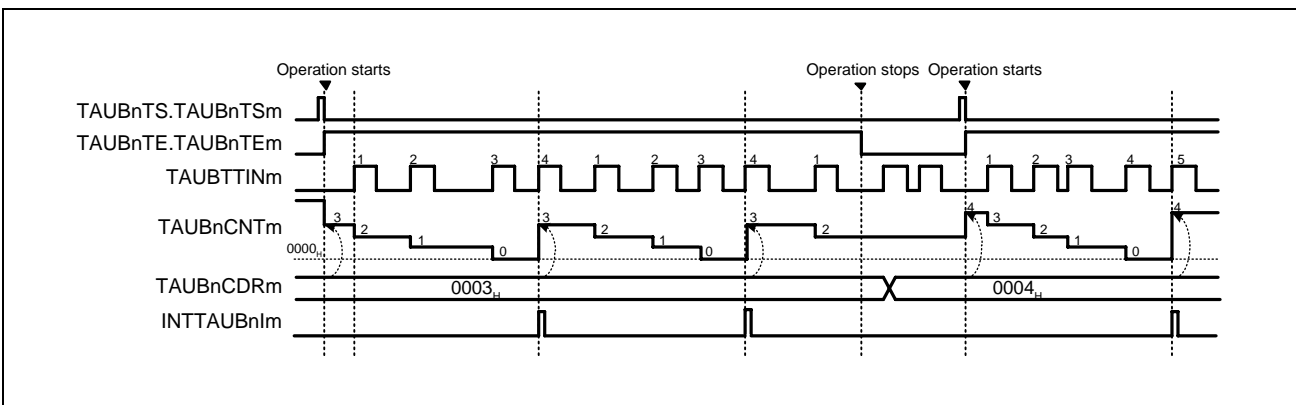 Operation starts Operation stops Operation starts
TAUBnTS.TAUBnTSm
TAUBnTE.TAUBnTEm
TAUBTTINm 1 2 3 4 1 2 3 4 1 1 2 3 4 5
TAUBnCNTm 3 2 1 0 3 2 1 0 3 2 4 3 2 1 0 4
0000H
TAUBnCDRm 0003H 0004H
INTTAUBnIm